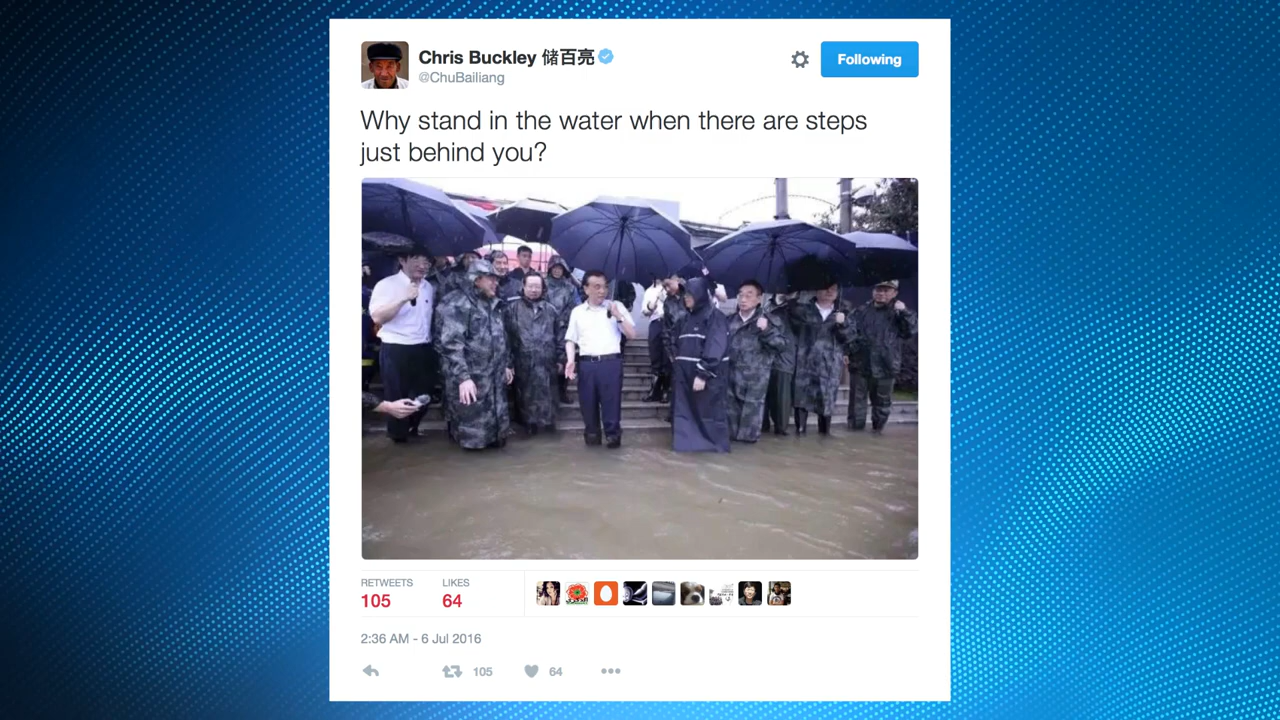 Chris Buckley 储百亮
@ChuBailiang
Following
Why stand in the water when there are steps
just behind you?
RETWEETS
105
LIKES
64
2:36 AM - 6 Jul 2016
105
64